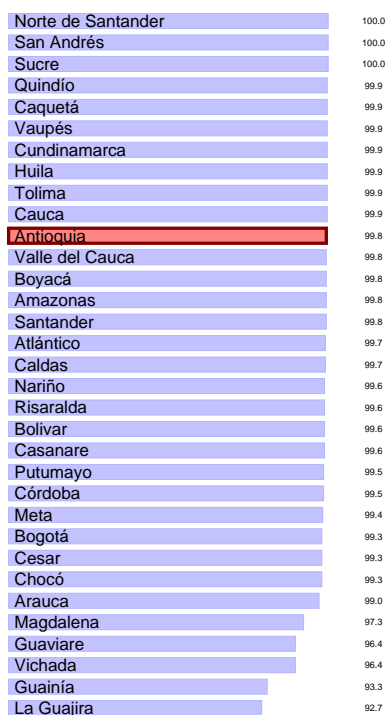 Norte de Santander 100.0
San Andrés 100.0
Sucre 100.0
Quindío 99.9
Caquetá 99.9
Vaupés 99.9
Cundinamarca 99.9
Huila 99.9
Tolima 99.9
Cauca 99.9
Antioquia 99.8
Valle del Cauca 99.8
Boyacá 99.8
Amazonas 99.8
Santander 99.8
Atlántico 99.7
Caldas 99.7
Nariño 99.6
Risaralda 99.6
Bolivar 99.6
Casanare 99.6
Putumayo 99.5
Córdoba 99.5
Meta 99.4
Bogotá 99.3
Cesar 99.3
Chocó 99.3
Arauca 99.0
Magdalena 97.3
Guaviare 96.4
Vichada 96.4
Guainía 93.3
La Guajira 92.7